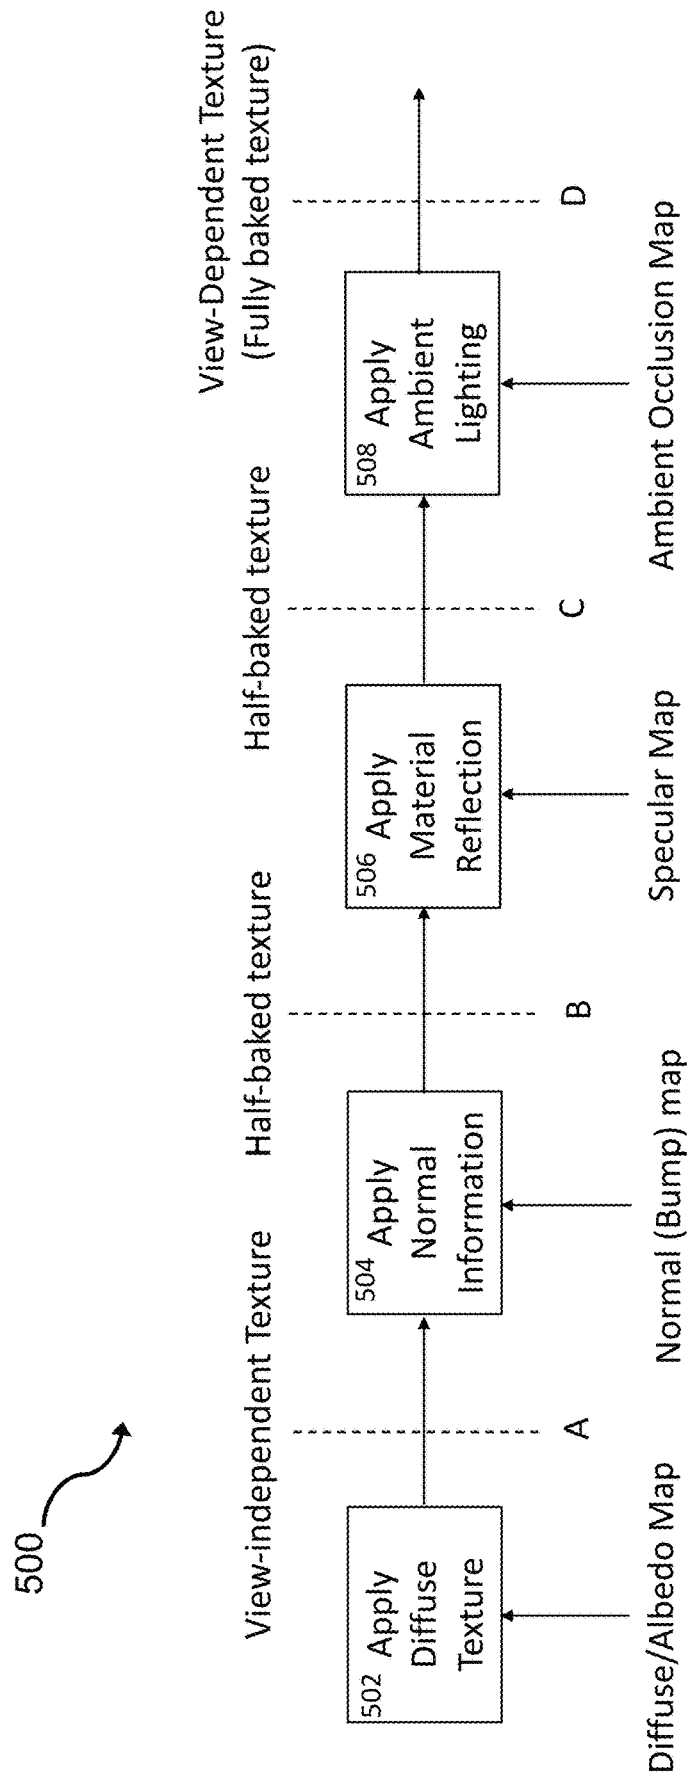 500
View-independent Texture
Half-baked texture
Half-baked texture
View-Dependent Texture
(Fully baked texture)
502 Apply
Diffuse
Texture
504 Apply
Normal
Information
506 Apply
Material
Reflection
508 Apply
Ambient
Lighting
A
B
C
D
Diffuse/Albedo Map
Normal (Bump) map
Specular Map
Ambient Occlusion Map